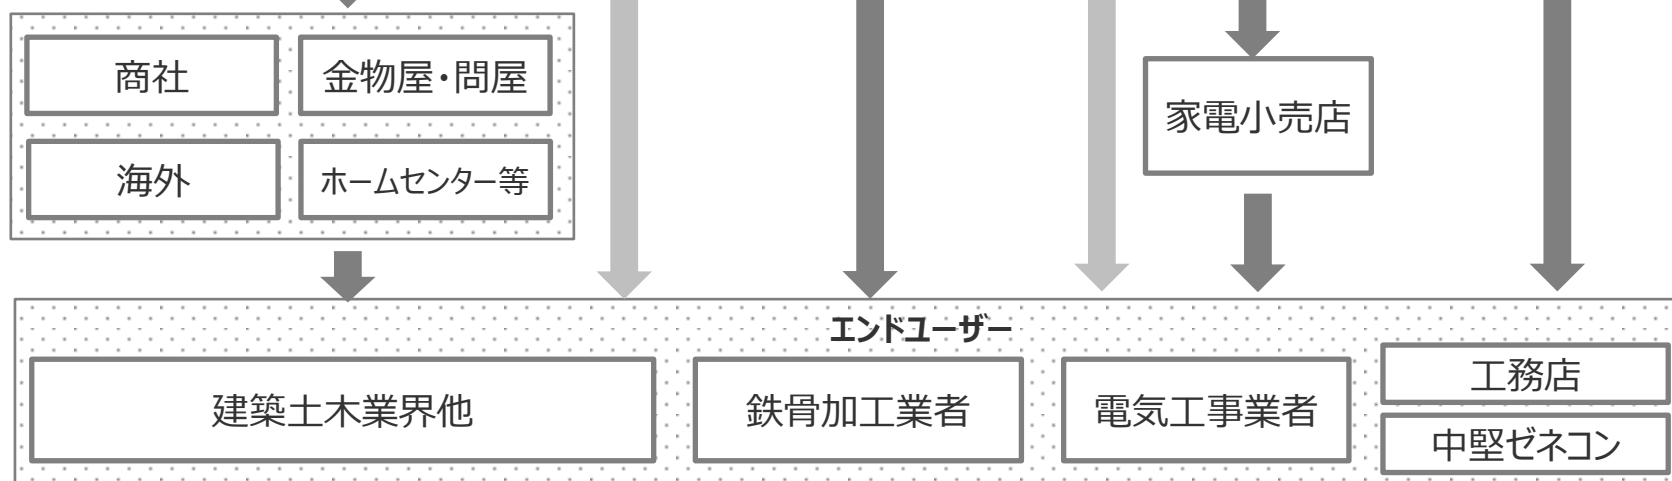 商社
金物屋・問屋
家電小売店
海外
ホームセンター等
エンドユーザー
建築土木業界他
鉄骨加工業者
電気工事業者
工務店
中堅ゼネコン